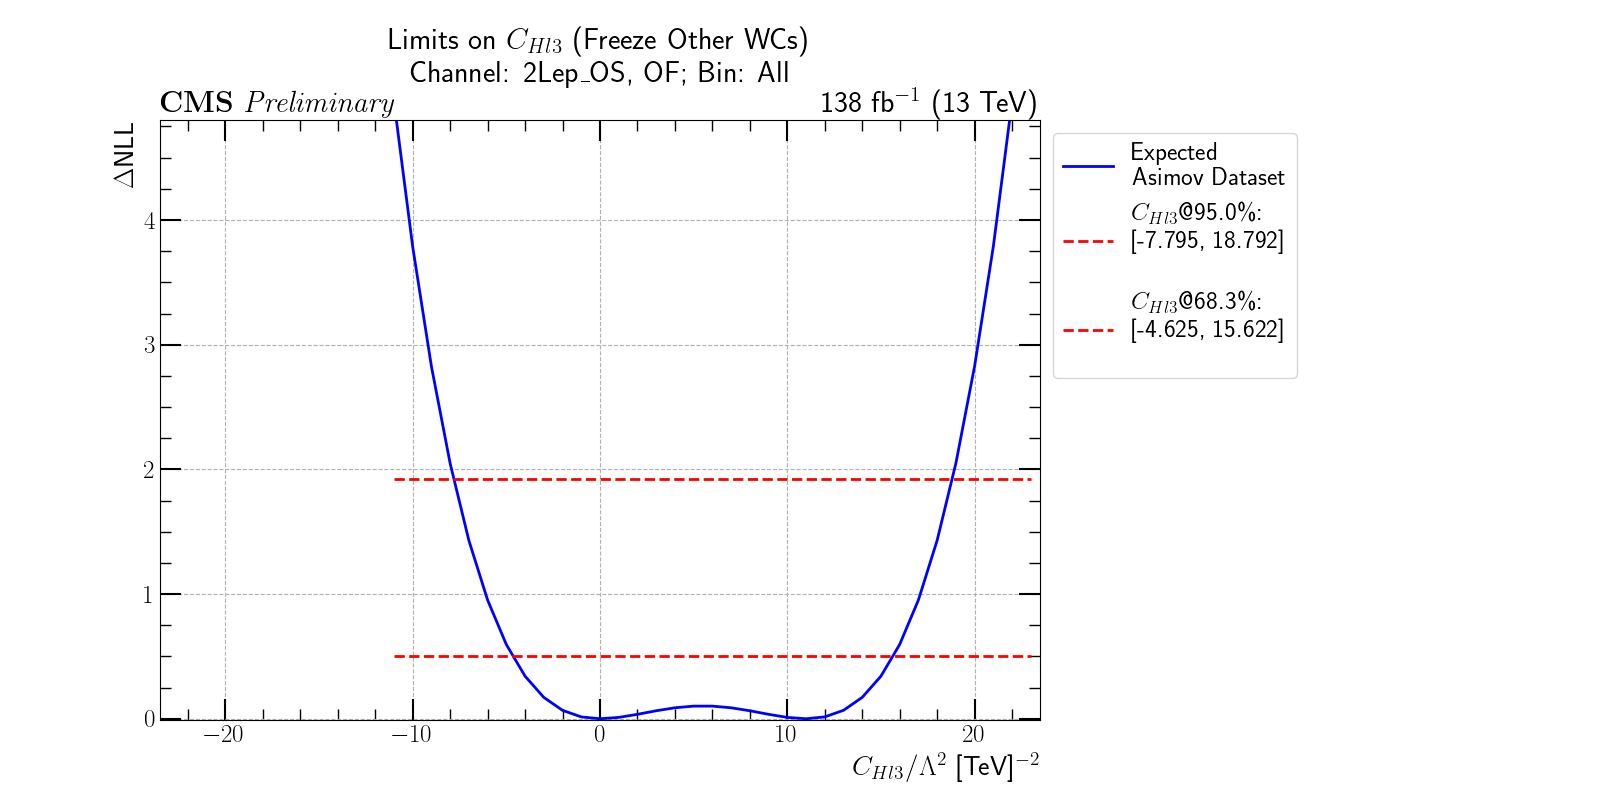 Limits on C_{Hl3} (Freeze Other WCs)
Channel: 2Lep_OS, OF; Bin: All
CMS Preliminary
138 fb^{-1} (13 TeV)
ΔNLL
4
3
2
1
0
−20
−10
0
10
20
C_{Hl3}/Λ^2 [TeV]^{-2}
Expected
Asimov Dataset
C_{Hl3}@95.0%:
[-7.795, 18.792]
C_{Hl3}@68.3%:
[-4.625, 15.622]